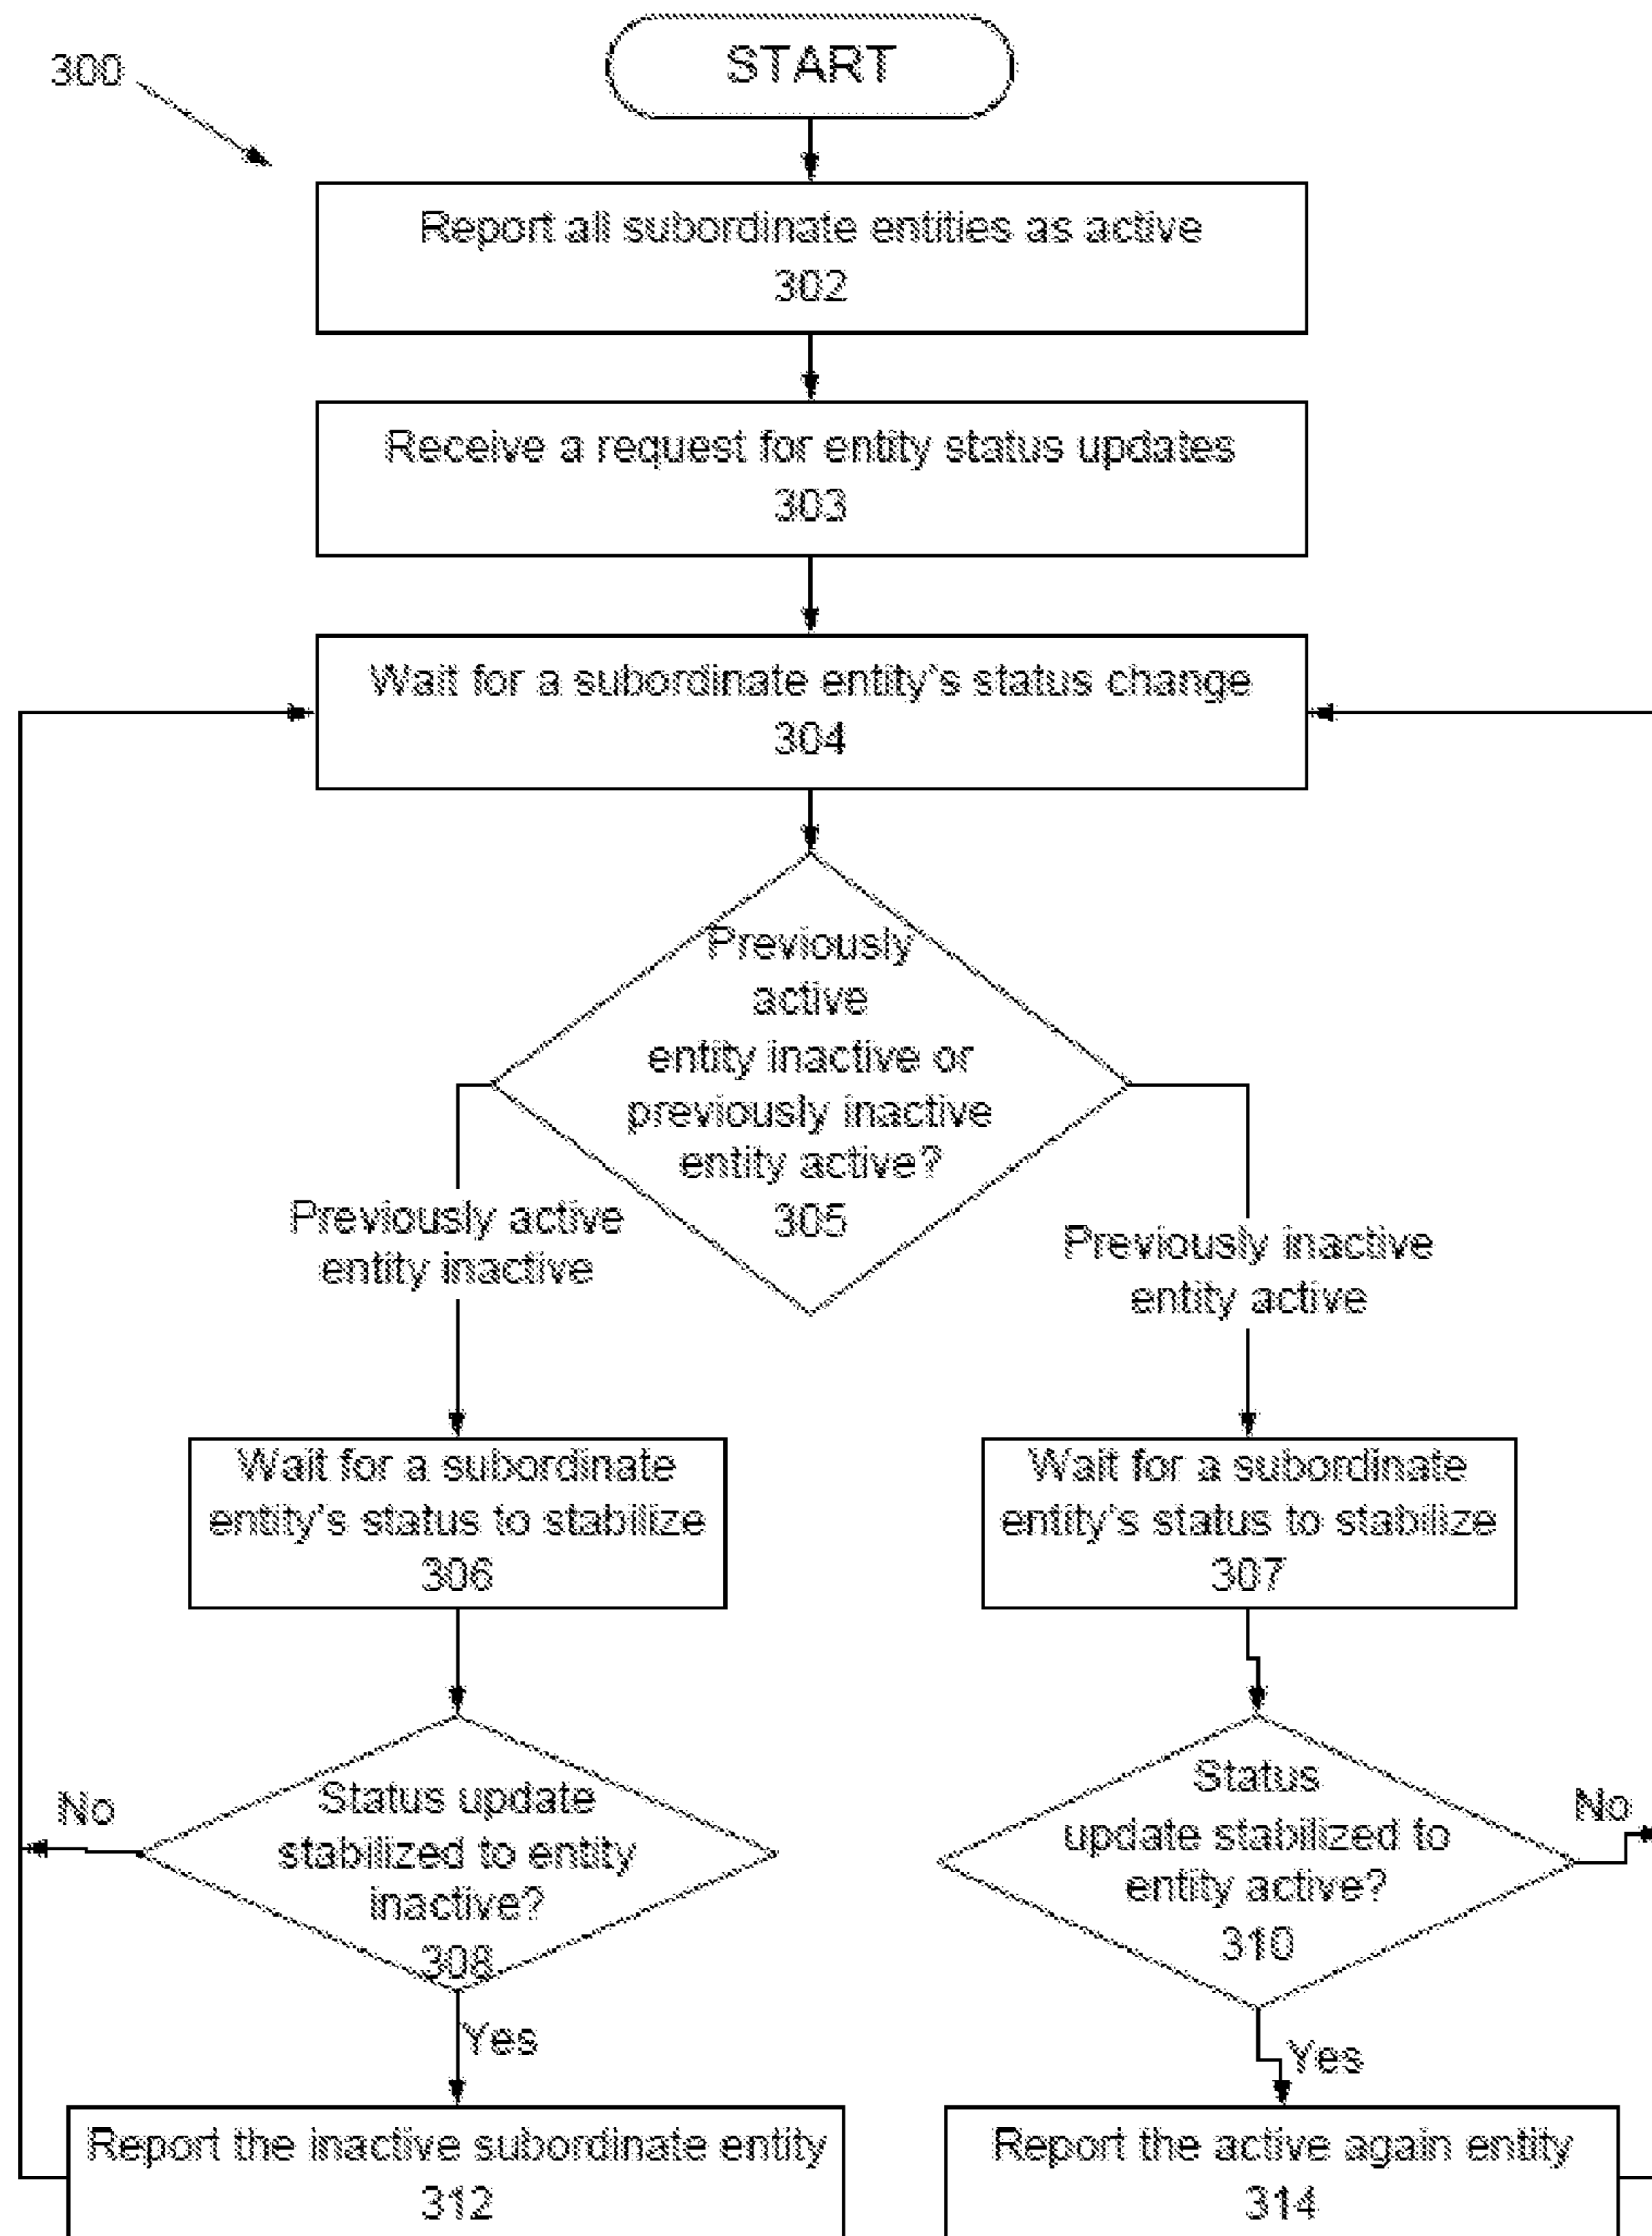 START
300
Report all subordinate entities as active
302
Receive a request for entity status updates
303
Wait for a subordinate entity's status change
304
Previously
active
entity inactive or
previously inactive
entity active?
305
Previously active
entity inactive
Previously inactive
entity active
Wait for a subordinate
entity's status to stabilize
306
Wait for a subordinate
entity's status to stabilize
307
No
Status update
stabilized to entity
inactive?
308
Status
update stabilized to
entity active?
310
No
Yes
Yes
Report the inactive subordinate entity
312
Report the active again entity
314